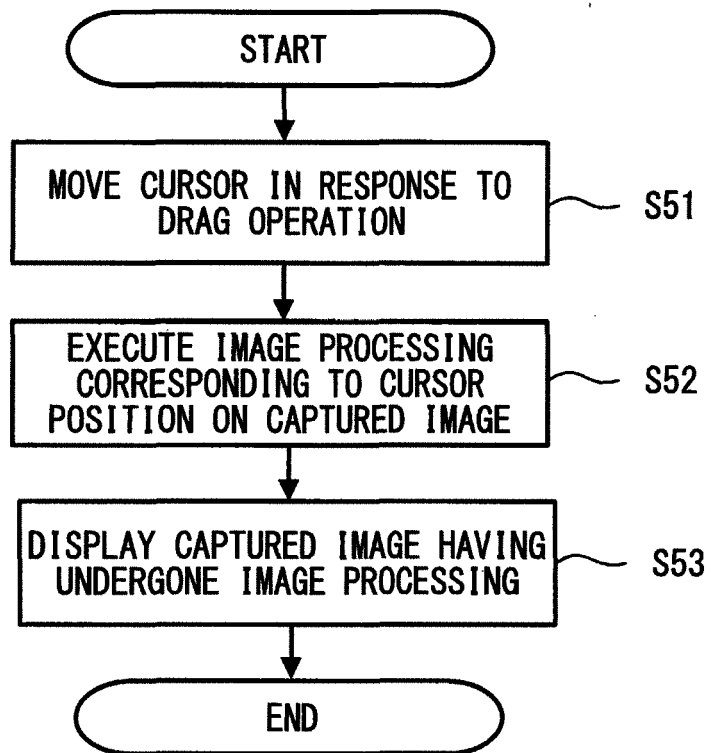 START
MOVE CURSOR IN RESPONSE TO
DRAG OPERATION
S51
EXECUTE IMAGE PROCESSING
CORRESPONDING TO CURSOR
POSITION ON CAPTURED IMAGE
S52
DISPLAY CAPTURED IMAGE HAVING
UNDERGONE IMAGE PROCESSING
S53
END